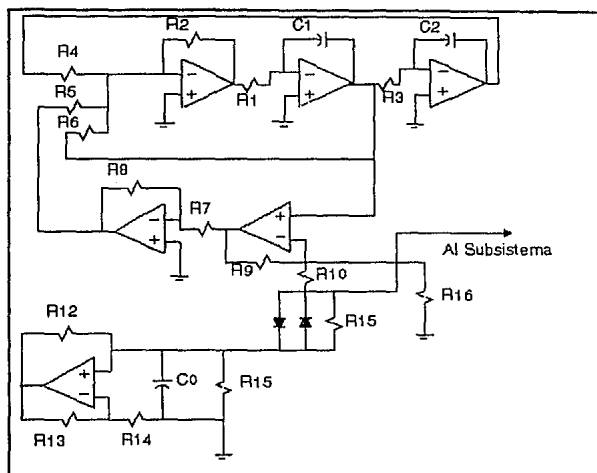 R2
C1
C2
R4
R5
R6
R1
R3
R8
R7
R9
R10
Al Subsistema
R16
R15
R12
C0
R15
R13
R14